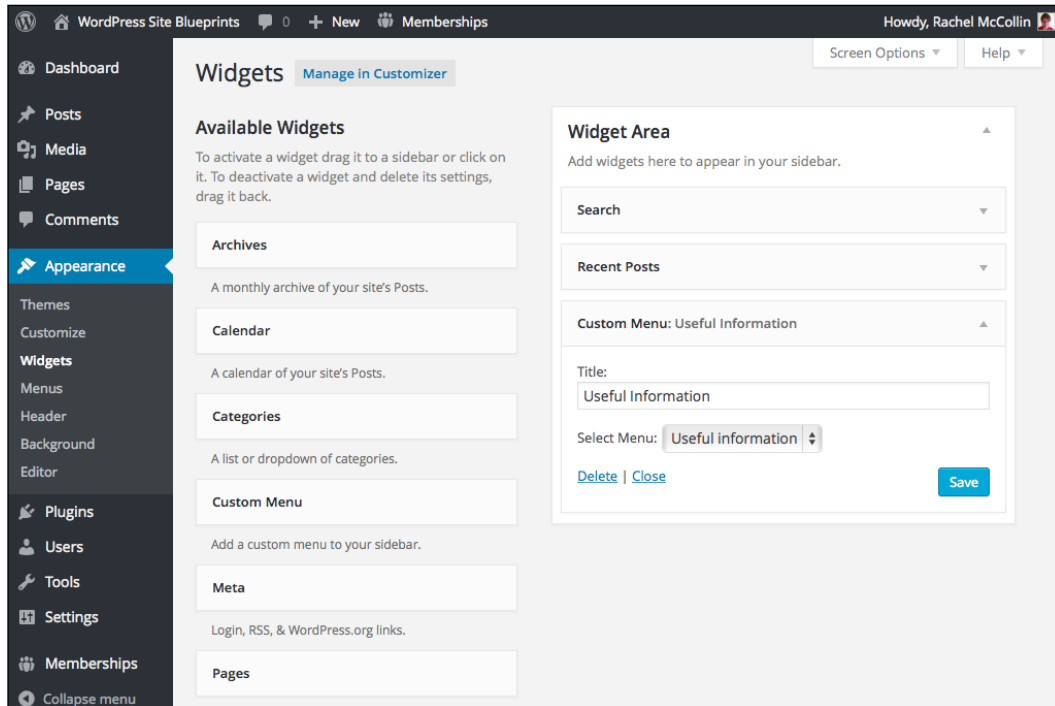 WordPress Site Blueprints 0 + New Memberships Howdy, Rachel McCollin
Screen Options Help
Dashboard
Posts
Media
Pages
Comments
Appearance
Themes
Customize
Widgets
Menus
Header
Background
Editor
Plugins
Users
Tools
Settings
Memberships
Collapse menu
Widgets Manage in Customizer
Available Widgets
To activate a widget drag it to a sidebar or click on
it. To deactivate a widget and delete its settings,
drag it back.
Archives
A monthly archive of your site's Posts.
Calendar
A calendar of your site's Posts.
Categories
A list or dropdown of categories.
Custom Menu
Add a custom menu to your sidebar.
Meta
Login, RSS, & WordPress.org links.
Pages
Widget Area
Add widgets here to appear in your sidebar.
Search
Recent Posts
Custom Menu: Useful Information
Title:
Useful Information
Select Menu: Useful information
Delete | Close
Save